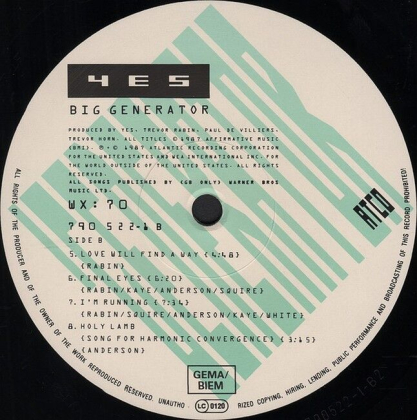 YES
BIG GENERATOR
PRODUCED BY YES, TREVOR RABIN, PAUL DE VILLIERS,
TREVOR HORN. ALL TITLES: ©1987 AFFIRMATIVE MUSIC
(BMI). ℗·© 1987 ATLANTIC RECORDING CORPORATION
FOR THE UNITED STATES AND WEA INTERNATIONAL INC. FOR
THE WORLD OUTSIDE OF THE UNITED STATES. ALL RIGHTS
RESERVED.
ALL SONGS PUBLISHED BY (GB ONLY) WARNER BROS
MUSIC LTD.
WX: 70
790 522-1 B
SIDE B
5. LOVE WILL FIND A WAY {4:48}
{RABIN}
6. FINAL EYES {6:20}
{RABIN/KAYE/ANDERSON/SQUIRE}
7. I'M RUNNING {7:34}
{RABIN/SQUIRE/ANDERSON/KAYE/WHITE}
8. HOLY LAMB
{SONG FOR HARMONIC CONVERGENCE} {3:15}
{ANDERSON}
ATCO
GEMA/
BIEM
LC 0120
ALL RIGHTS OF THE PRODUCER AND OF THE OWNER OF THE WORK REPRODUCED RESERVED. UNAUTHO
RIZED COPYING, HIRING, LENDING, PUBLIC PERFORMANCE AND BROADCASTING OF THIS RECORD PROHIBITED!